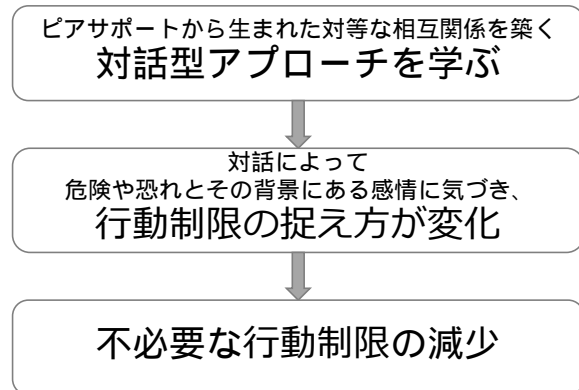 ピアサポートから生まれた対等な相互関係を築く
対話型アプローチを学ぶ
対話によって
危険や恐れとその背景にある感情に気づき、
行動制限の捉え方が変化
不必要な行動制限の減少